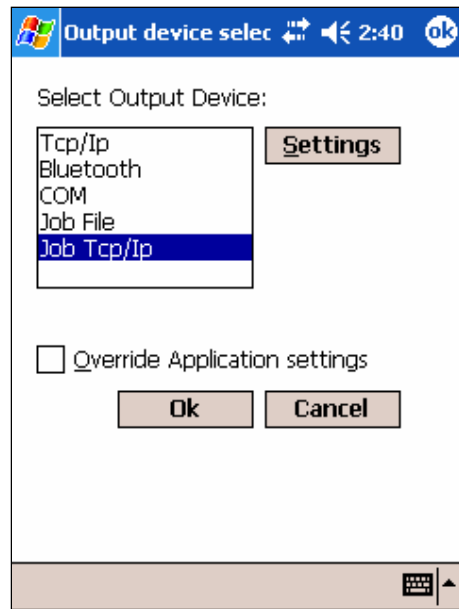 Output device selec 2:40 ok
Select Output Device:
Tcp/Ip
Settings
Bluetooth
COM
Job File
Job Tcp/Ip
Override Application settings
Ok Cancel